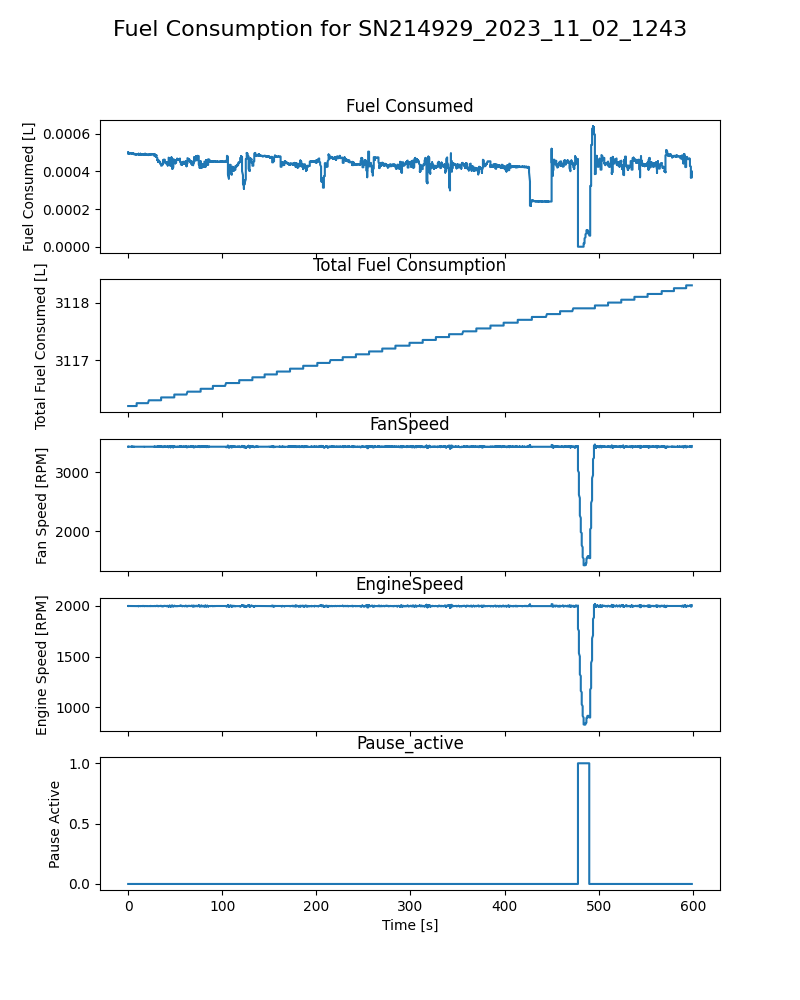 Fuel Consumption for SN214929_2023_11_02_1243
Fuel Consumed
Fuel Consumed [L]
0.0006
0.0004
0.0002
0.0000
Total Fuel Consumption
Total Fuel Consumed [L]
3118
3117
FanSpeed
Fan Speed [RPM]
3000
2000
EngineSpeed
Engine Speed [RPM]
2000
1500
1000
Pause_active
Pause Active
1.0
0.5
0.0
0 100 200 300 400 500 600
Time [s]